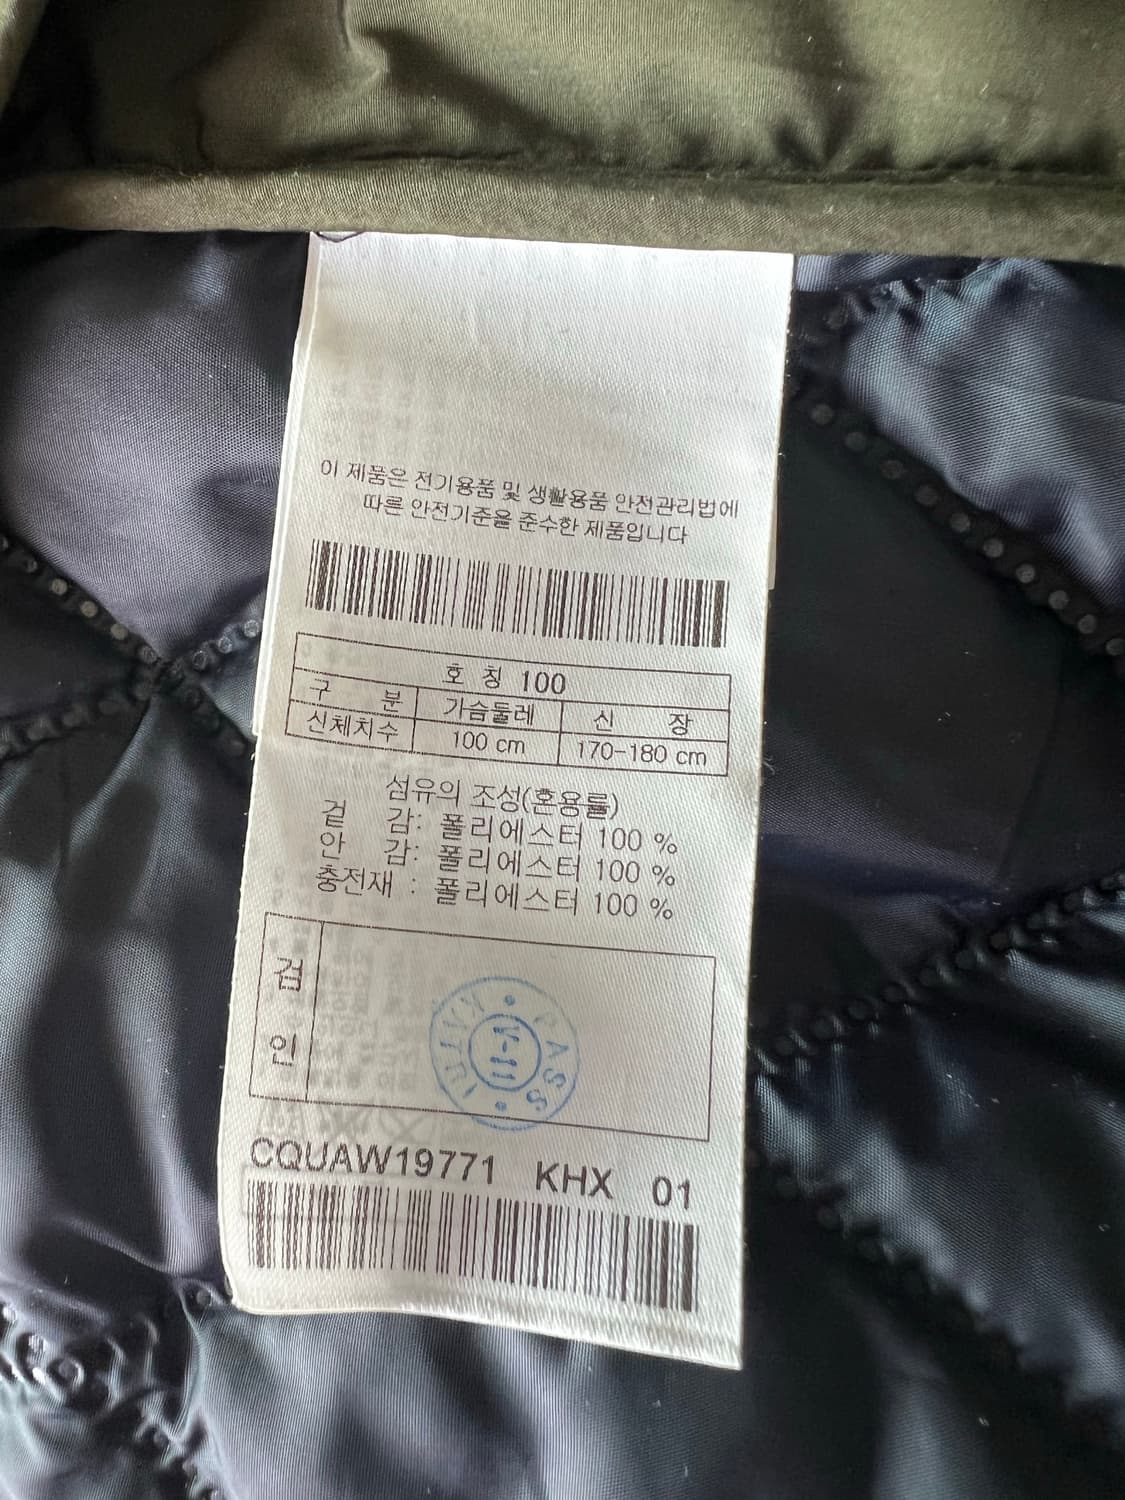 이 제품은 전기용품 및 생활용품 안전관리법에
따른 안전기준을 준수한 제품입니다
호 칭 100
구 분 가슴둘레 신 장
신체치수 100 cm 170-180 cm
섬유의 조성(혼용률)
겉 감: 폴리에스터 100 %
안 감: 폴리에스터 100 %
충전재 : 폴리에스터 100 %
검
인
PASS
CQUAW19771 KHX 01